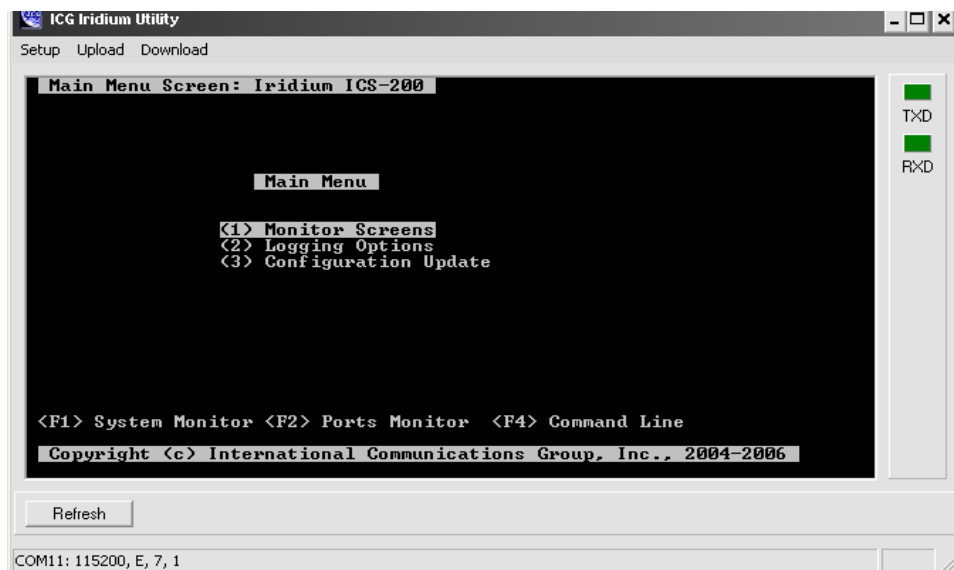 ICG Iridium Utility
Setup Upload Download
Main Menu Screen: Iridium ICS-200
TXD
RXD
Main Menu
(1) Monitor Screens
(2) Logging Options
(3) Configuration Update
<F1> System Monitor <F2> Ports Monitor <F4> Command Line
Copyright (c) International Communications Group, Inc., 2004-2006
Refresh
COM11: 115200, E, 7, 1